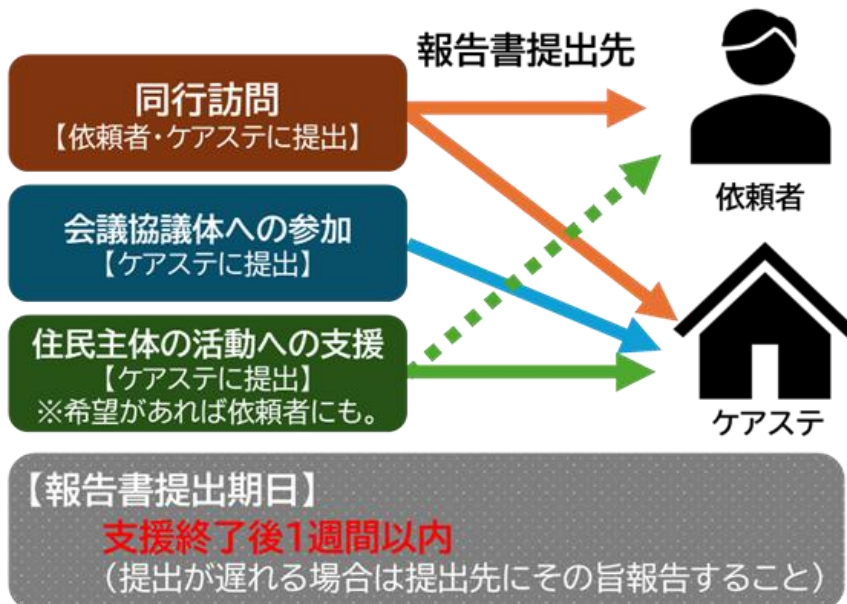 報告書提出先
同行訪問
【依頼者・ケアステに提出】
依頼者
会議協議体への参加
【ケアステに提出】
住民主体の活動への支援
【ケアステに提出】
※希望があれば依頼者にも。
ケアステ
【報告書提出期日】
支援終了後1週間以内
（提出が遅れる場合は提出先にその旨報告すること）